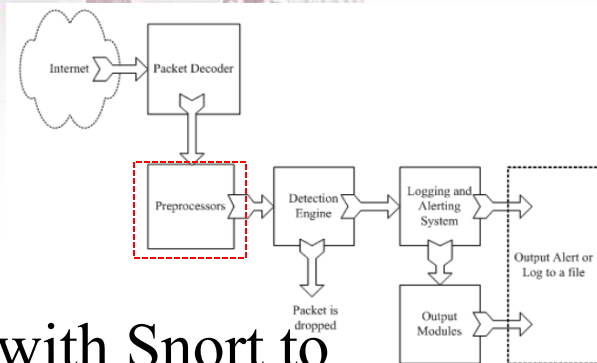 Internet
Packet Decoder
Preprocessors
Detection
Engine
Logging and
Alerting
System
Output Alert or
Log to a file
Packet is
dropped
Output
Modules
with Snort to